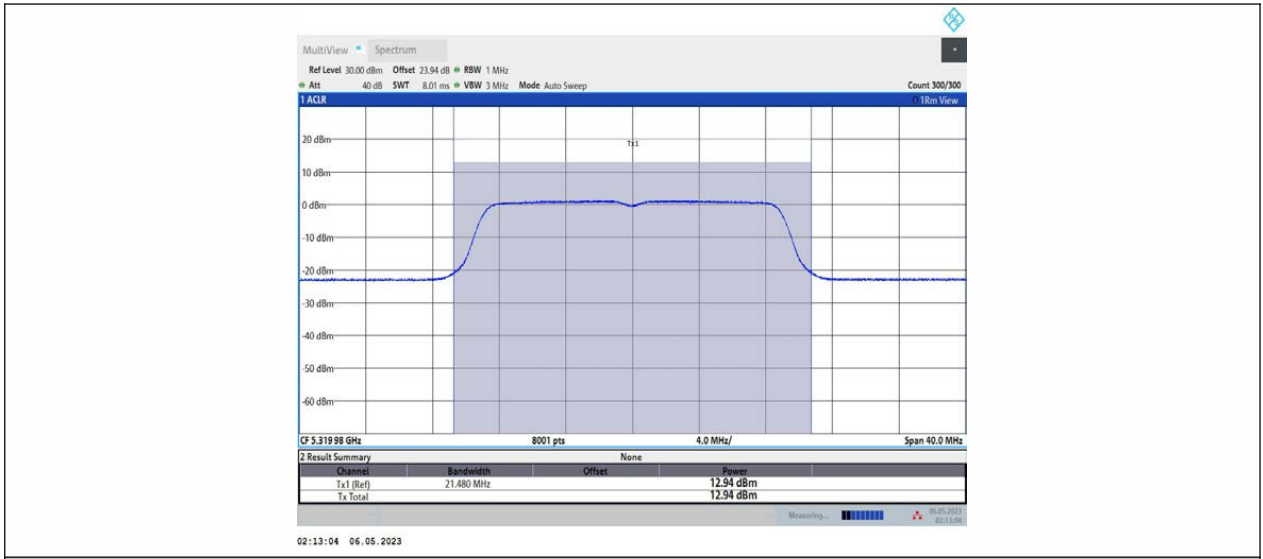 MultiView Spectrum
Ref Level 30.00 dBm Offset 23.94 dB RBW 1 MHz
Att 40 dB SWT 8.01 ms VBW 3 MHz Mode Auto Sweep Count 300/300
1 ACLR 1Rm View
20 dBm
Tx1
10 dBm
0 dBm
-10 dBm
-20 dBm
-30 dBm
-40 dBm
-50 dBm
-60 dBm
CF 5.319 98 GHz 8001 pts 4.0 MHz/ Span 40.0 MHz
2 Result Summary None
Channel Bandwidth Offset Power
Tx1 (Ref) 21.480 MHz 12.94 dBm
Tx Total 12.94 dBm
Measuring... 06.05.2023
02:13:04
02:13:04 06.05.2023